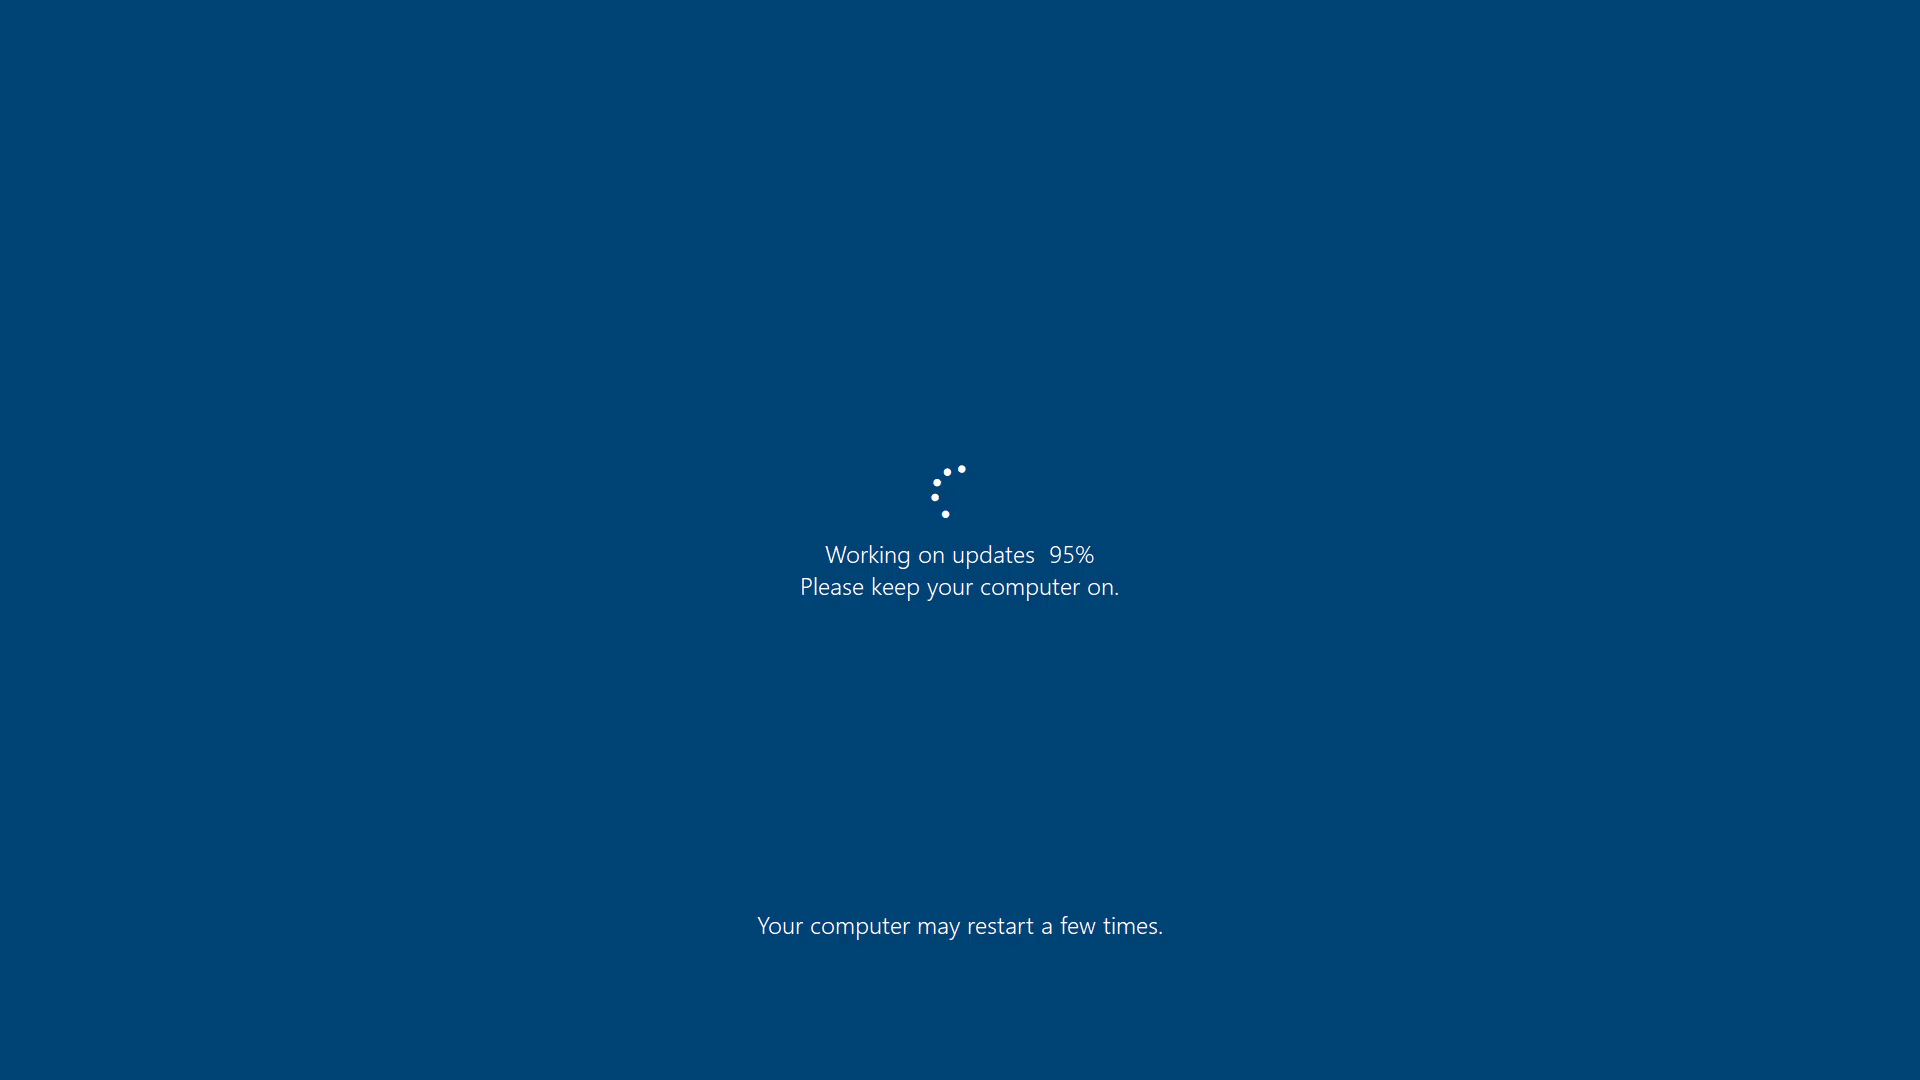 Working on updates  95%
Please keep your computer on.
Your computer may restart a few times.